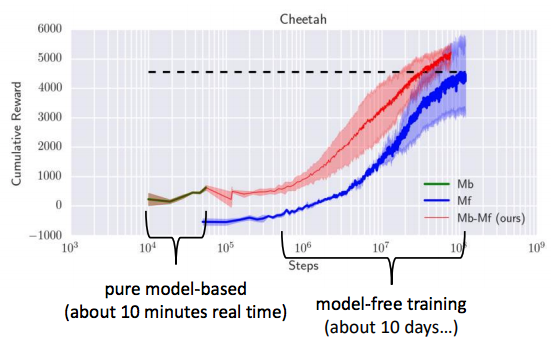 Cheetah
6000
5000
4000
3000
2000
1000
0
−1000
Cumulative Reward
Mb
Mf
Mb-Mf (ours)
10³ 10⁴ 10⁵ 10⁶ 10⁷ 10⁸ 10⁹
Steps
pure model-based
(about 10 minutes real time)
model-free training
(about 10 days...)